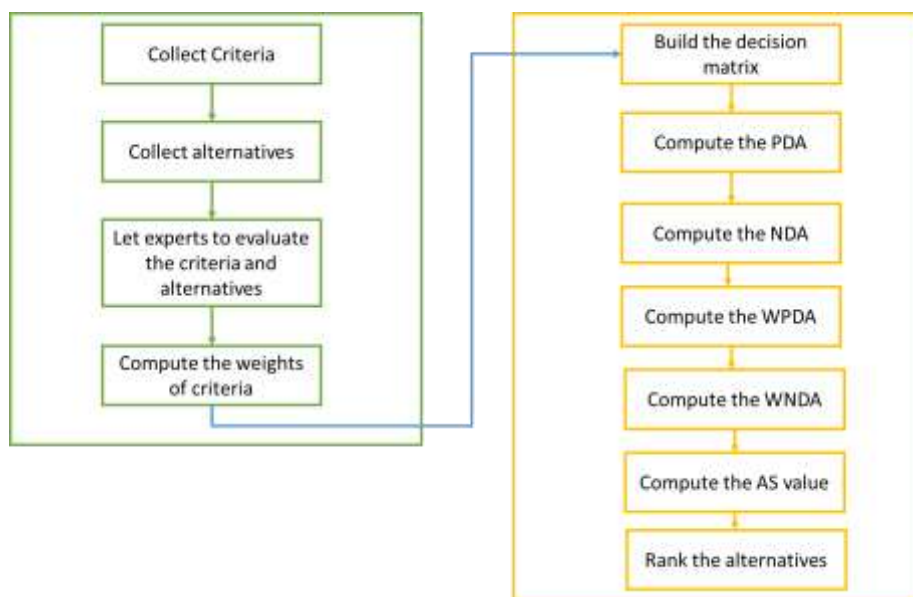 Collect Criteria
Collect alternatives
Let experts to evaluate
the criteria and
alternatives
Compute the weights
of criteria
Build the decision
matrix
Compute the PDA
Compute the NDA
Compute the WPDA
Compute the WNDA
Compute the AS value
Rank the alternatives